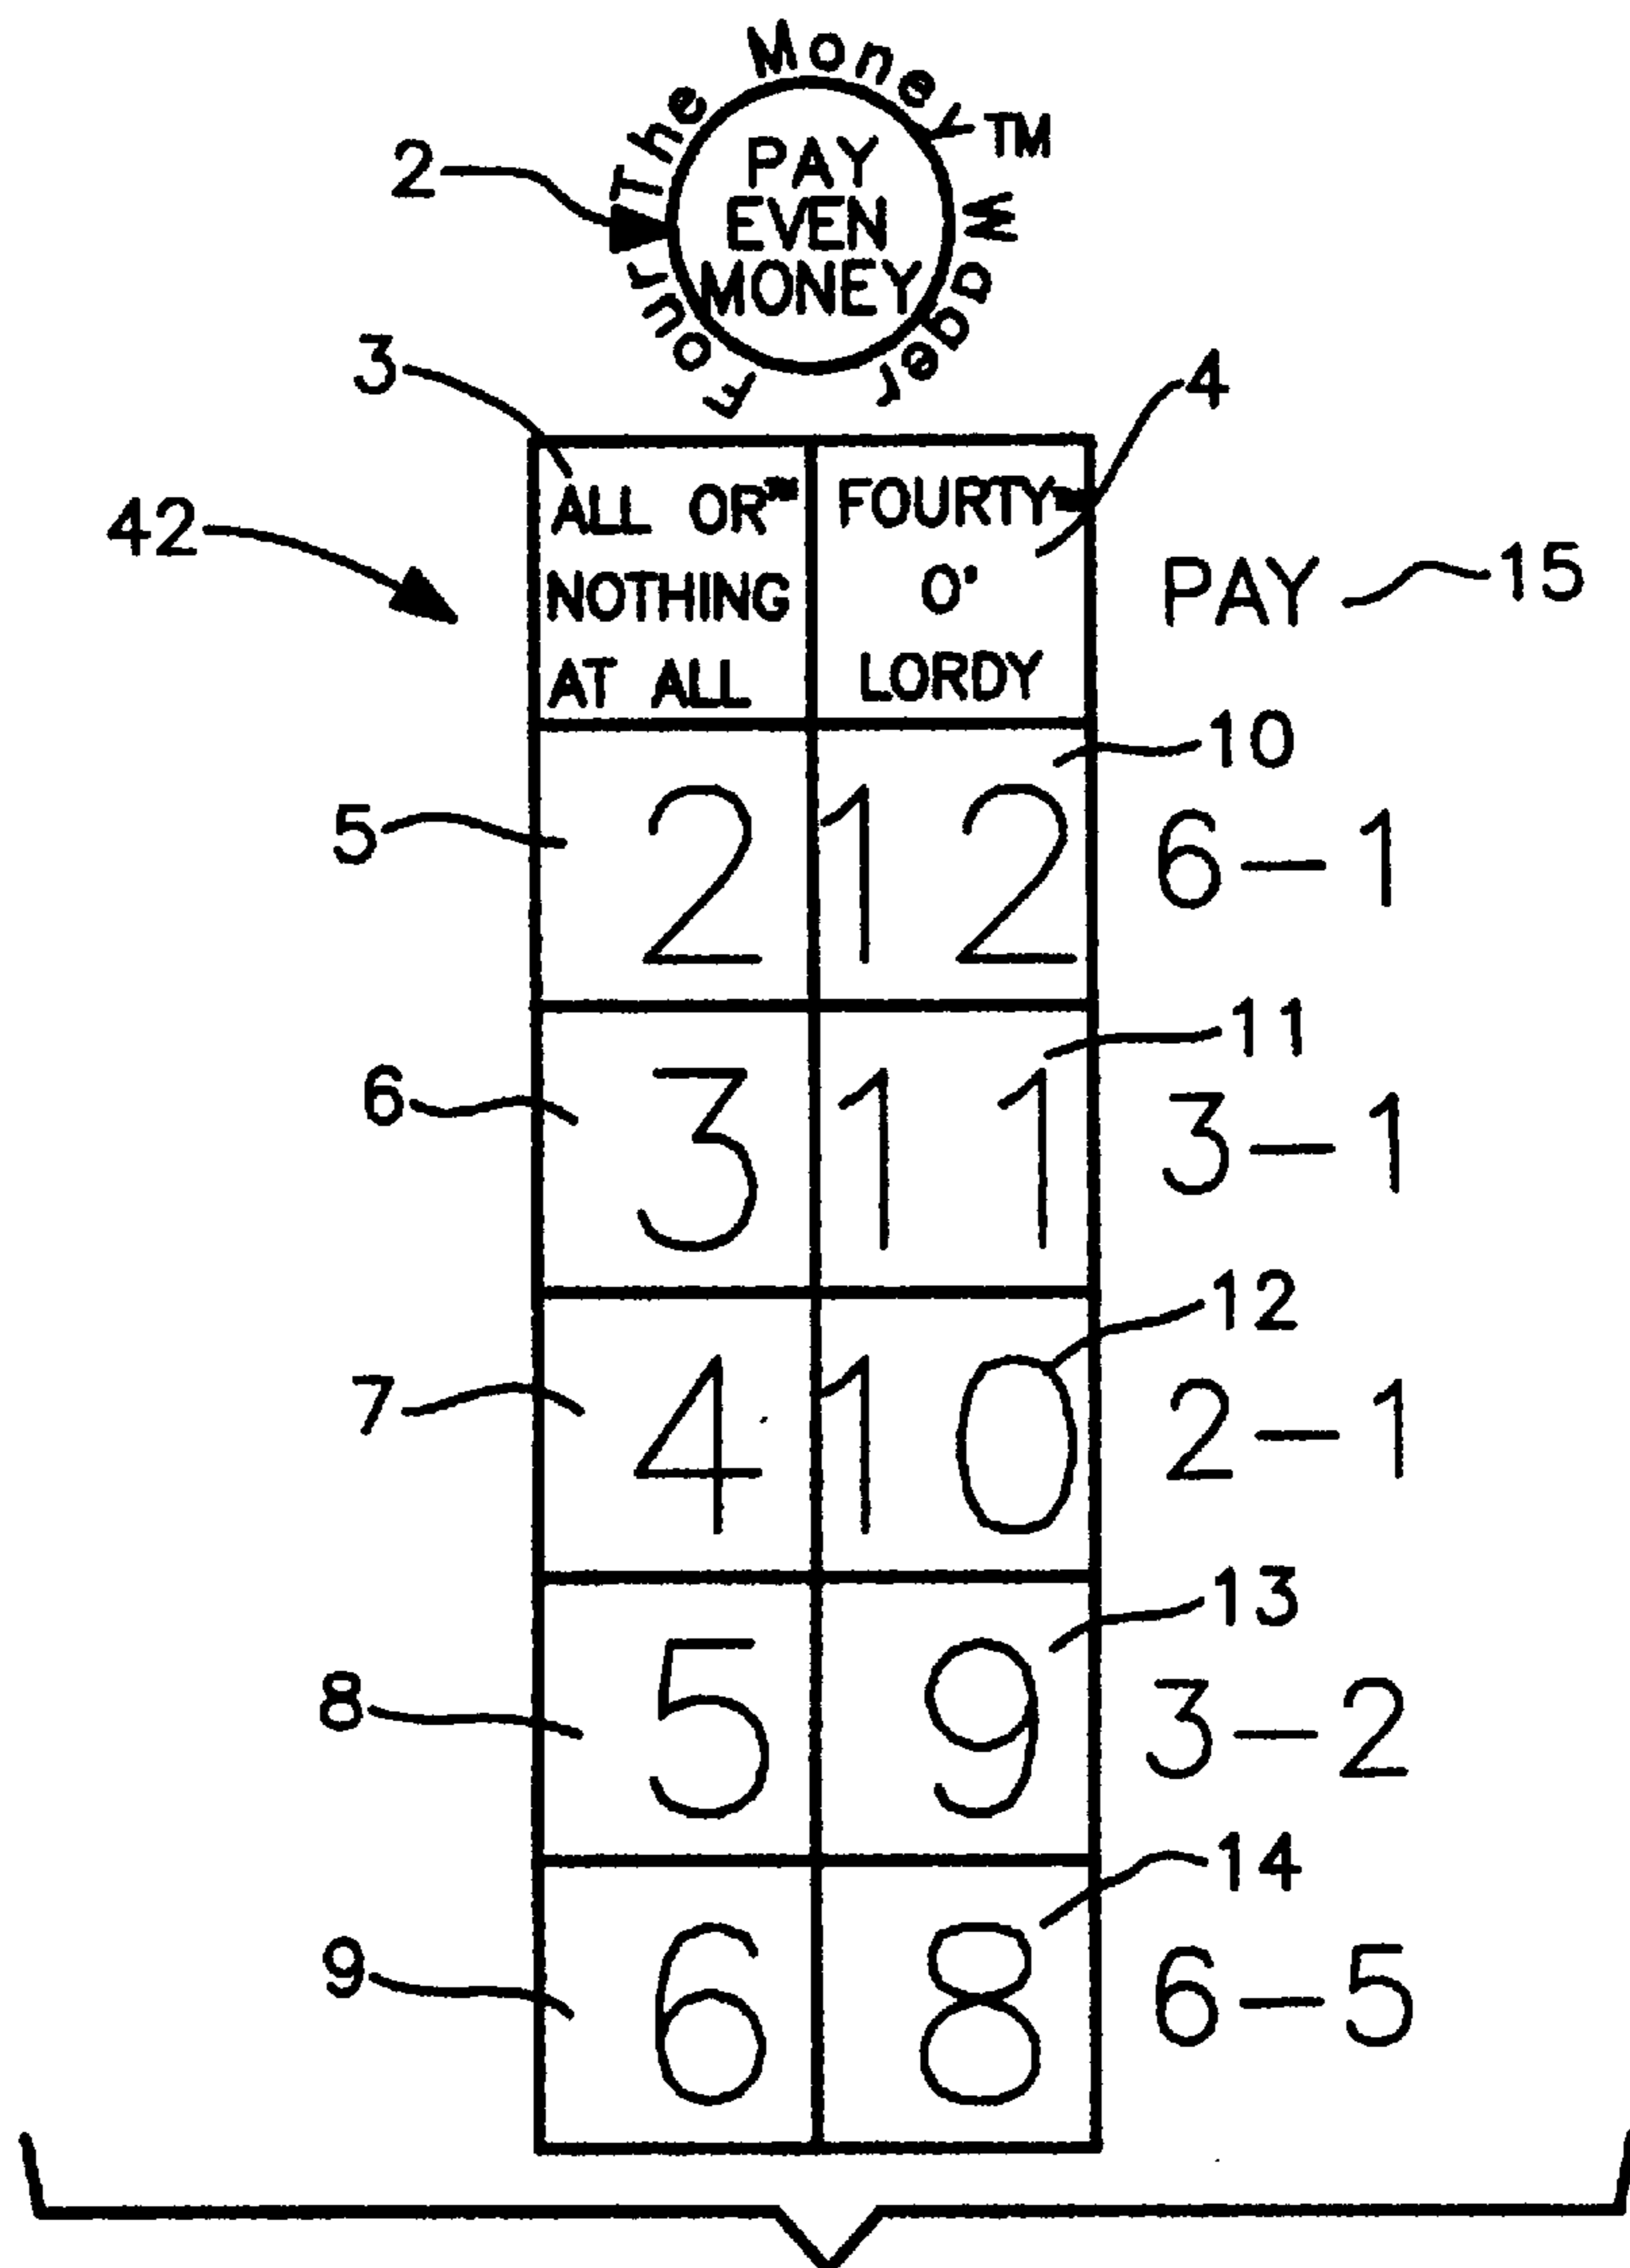 Four The Money™ Wager
PAY
EVEN
MONEY
2
3
4
42
ALL OR™ FOURTY™
NOTHING O'
AT ALL LORDY
PAY 15
10
5 2 12 6-1
11
6 3 11 3-1
12
7 4 10 2-1
13
8 5 9 3-2
14
9 6 8 6-5